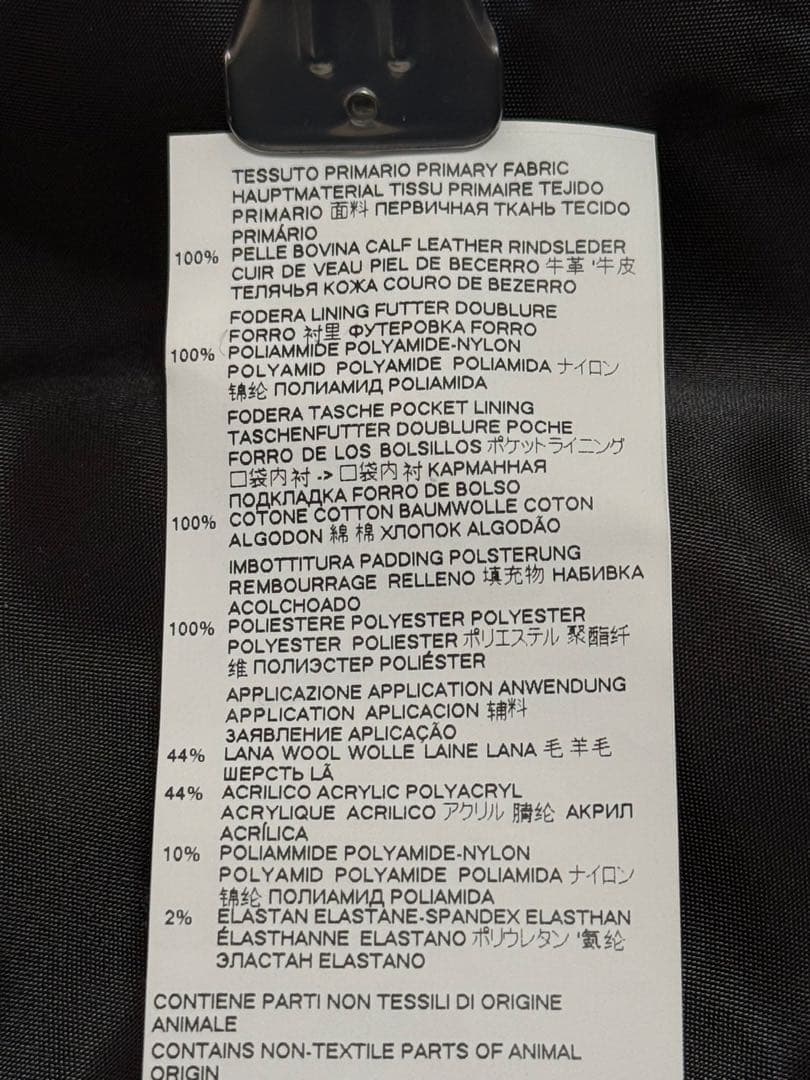 TESSUTO PRIMARIO PRIMARY FABRIC
HAUPTMATERIAL TISSU PRIMAIRE TEJIDO
PRIMARIO 面料 ПЕРВИЧНАЯ ТКАНЬ TECIDO
PRIMÁRIO
100% PELLE BOVINA CALF LEATHER RINDSLEDER
CUIR DE VEAU PIEL DE BECERRO 牛革 '牛皮
ТЕЛЯЧЬЯ КОЖА COURO DE BEZERRO
FODERA LINING FUTTER DOUBLURE
FORRO 衬里 ФУТЕРОВКА FORRO
100% POLIAMMIDE POLYAMIDE-NYLON
POLYAMID POLYAMIDE POLIAMIDA ナイロン
锦纶 ПОЛИАМИД POLIAMIDA
FODERA TASCHE POCKET LINING
TASCHENFUTTER DOUBLURE POCHE
FORRO DE LOS BOLSILLOS ポケットライニング
口袋内衬 -> 口袋内衬 КАРМАННАЯ
ПОДКЛАДКА FORRO DE BOLSO
100% COTONE COTTON BAUMWOLLE COTON
ALGODON 綿 棉 ХЛОПОК ALGODÃO
IMBOTTITURA PADDING POLSTERUNG
REMBOURRAGE RELLENO 填充物 НАБИВКА
ACOLCHOADO
100% POLIESTERE POLYESTER POLYESTER
POLYESTER POLIESTER ポリエステル 聚酯纤
维 ПОЛИЭСТЕР POLIÉSTER
APPLICAZIONE APPLICATION ANWENDUNG
APPLICATION APLICACION 辅料
ЗАЯВЛЕНИЕ APLICAÇÃO
44% LANA WOOL WOLLE LAINE LANA 毛 羊毛
ШЕРСТЬ LÃ
44% ACRILICO ACRYLIC POLYACRYL
ACRYLIQUE ACRILICO アクリル 腈纶 АКРИЛ
ACRÍLICA
10% POLIAMMIDE POLYAMIDE-NYLON
POLYAMID POLYAMIDE POLIAMIDA ナイロン
锦纶 ПОЛИАМИД POLIAMIDA
2% ELASTAN ELASTANE-SPANDEX ELASTHAN
ÉLASTHANNE ELASTANO ポリウレタン '氨纶
ЭЛАСТАН ELASTANO
CONTIENE PARTI NON TESSILI DI ORIGINE
ANIMALE
CONTAINS NON-TEXTILE PARTS OF ANIMAL
ORIGIN